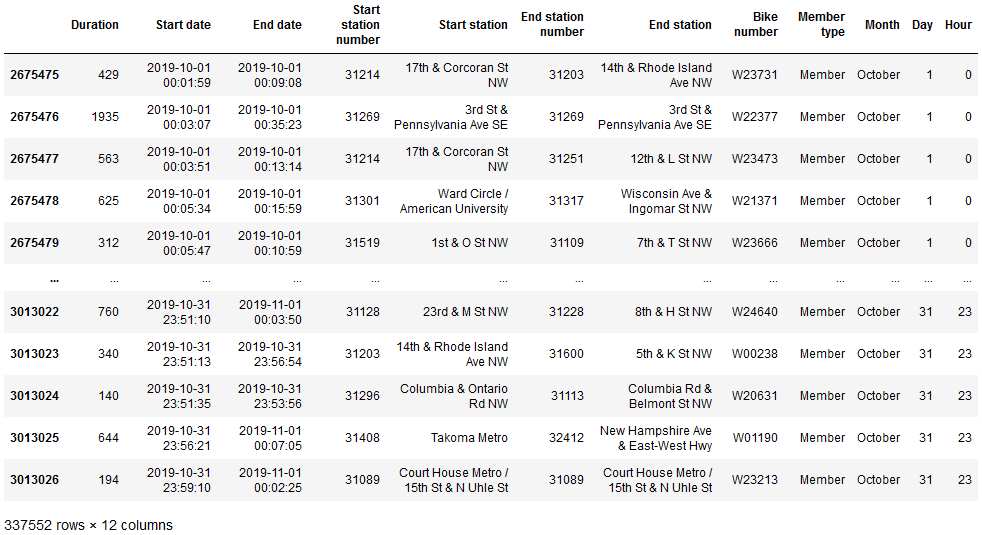 Duration Start date End date Start station number Start station End station number End station Bike number Member type Month Day Hour
2675475 429 2019-10-01 00:01:59 2019-10-01 00:09:08 31214 17th & Corcoran St NW 31203 14th & Rhode Island Ave NW W23731 Member October 1 0
2675476 1935 2019-10-01 00:03:07 2019-10-01 00:35:23 31269 3rd St & Pennsylvania Ave SE 31269 3rd St & Pennsylvania Ave SE W22377 Member October 1 0
2675477 563 2019-10-01 00:03:51 2019-10-01 00:13:14 31214 17th & Corcoran St NW 31251 12th & L St NW W23473 Member October 1 0
2675478 625 2019-10-01 00:05:34 2019-10-01 00:15:59 31301 Ward Circle / American University 31317 Wisconsin Ave & Ingomar St NW W21371 Member October 1 0
2675479 312 2019-10-01 00:05:47 2019-10-01 00:10:59 31519 1st & O St NW 31109 7th & T St NW W23666 Member October 1 0
... ... ... ... ... ... ... ... ... ... ... ... ...
3013022 760 2019-10-31 23:51:10 2019-11-01 00:03:50 31128 23rd & M St NW 31228 8th & H St NW W24640 Member October 31 23
3013023 340 2019-10-31 23:51:13 2019-10-31 23:56:54 31203 14th & Rhode Island Ave NW 31600 5th & K St NW W00238 Member October 31 23
3013024 140 2019-10-31 23:51:35 2019-10-31 23:53:56 31296 Columbia & Ontario Rd NW 31113 Columbia Rd & Belmont St NW W20631 Member October 31 23
3013025 644 2019-10-31 23:56:21 2019-11-01 00:07:05 31408 Takoma Metro 32412 New Hampshire Ave & East-West Hwy W01190 Member October 31 23
3013026 194 2019-10-31 23:59:10 2019-11-01 00:02:25 31089 Court House Metro / 15th St & N Uhle St 31089 Court House Metro / 15th St & N Uhle St W23213 Member October 31 23
337552 rows × 12 columns